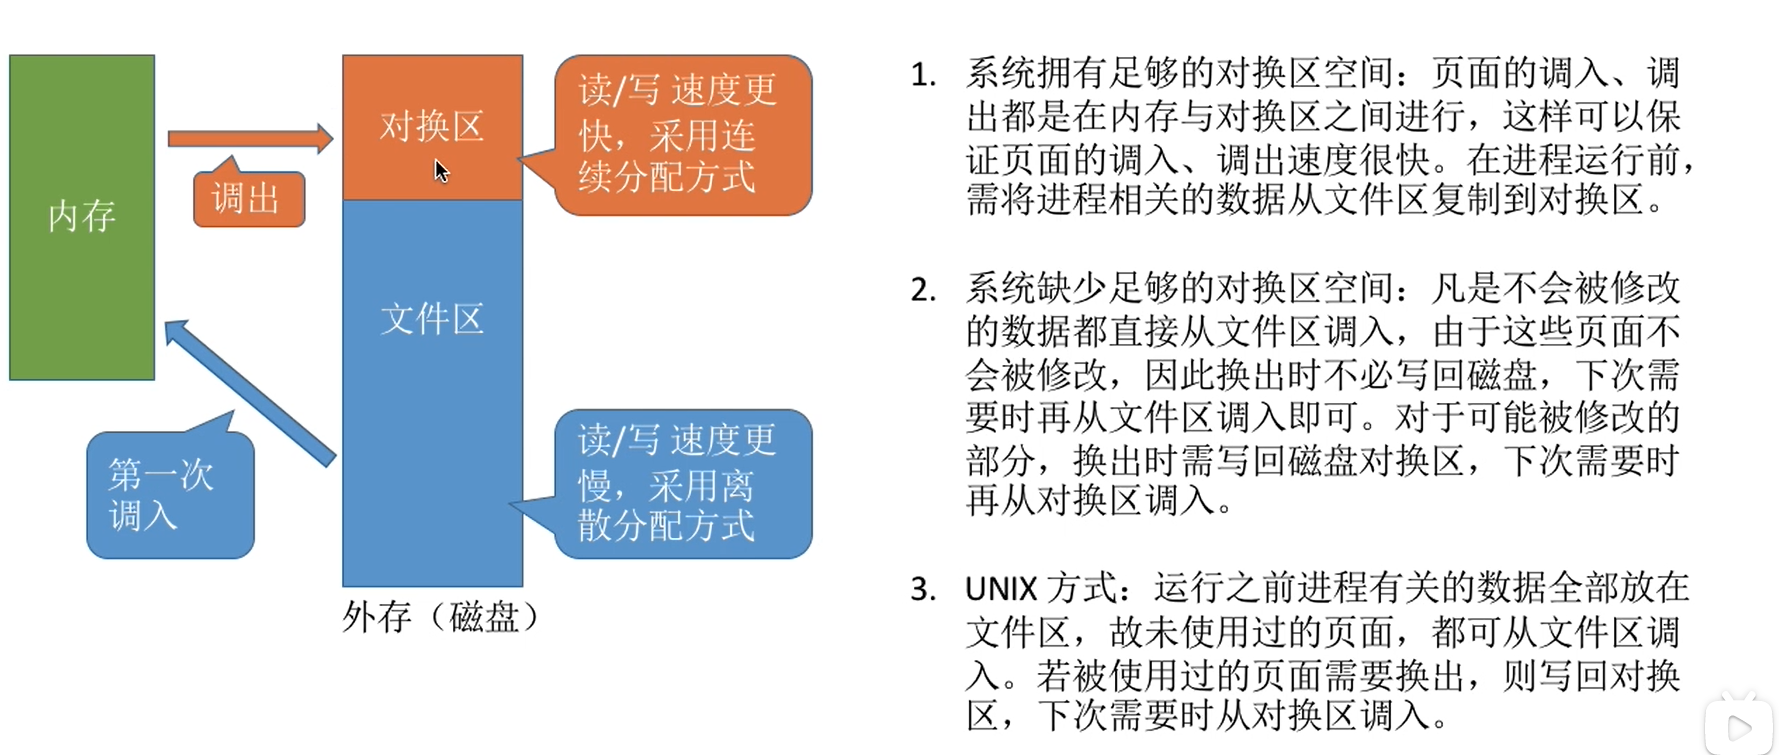 内存
调出
第一次
调入
对换区
文件区
外存（磁盘）
读/写 速度更
快，采用连
续分配方式
读/写 速度更
慢，采用离
散分配方式
1. 系统拥有足够的对换区空间：页面的调入、调
出都是在内存与对换区之间进行，这样可以保
证页面的调入、调出速度很快。在进程运行前，
需将进程相关的数据从文件区复制到对换区。
2. 系统缺少足够的对换区空间：凡是不会被修改
的数据都直接从文件区调入，由于这些页面不
会被修改，因此换出时不必写回磁盘，下次需
要时再从文件区调入即可。对于可能被修改的
部分，换出时需写回磁盘对换区，下次需要时
再从对换区调入。
3. UNIX 方式：运行之前进程有关的数据全部放在
文件区，故未使用过的页面，都可从文件区调
入。若被使用过的页面需要换出，则写回对换
区，下次需要时从对换区调入。